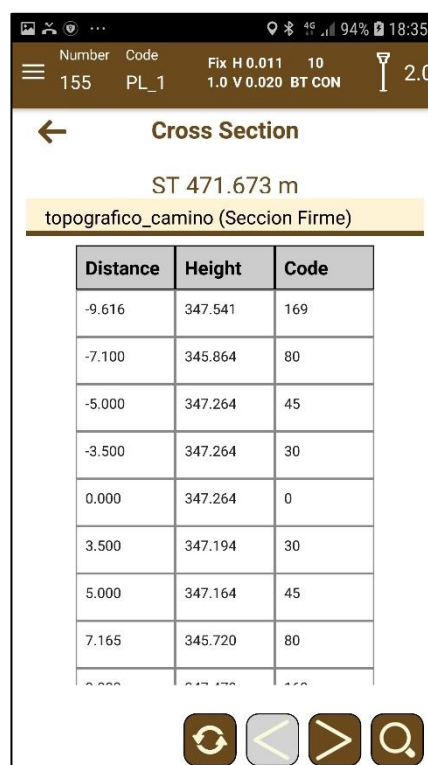 4G 94% 18:35
Number Code Fix H 0.011 10
155 PL_1 1.0 V 0.020 BT CON 2.0
Cross Section
ST 471.673 m
topografico_camino (Seccion Firme)
Distance Height Code
-9.616 347.541 169
-7.100 345.864 80
-5.000 347.264 45
-3.500 347.264 30
0.000 347.264 0
3.500 347.194 30
5.000 347.164 45
7.165 345.720 80